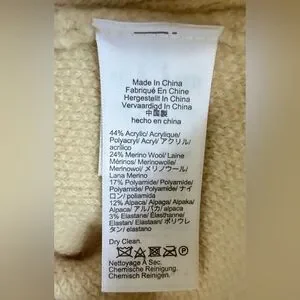 Made In China
Fabriqué En Chine
Hergestellt In China
Vervaardigd In China
中国製
hecho en china
44% Acrylic/ Acrylique/
Polyacryl/ Acryl/ アクリル/
acrílico
24% Merino Wool/ Laine
Mérinos/ Merinowolle/
Merinowol/ メリノウール/
Lana Merino
17% Polyamide/ Polyamide/
Polyamid/ Polyamide/ ナイ
ロン/ poliamida
12% Alpaca/ Alpaga/ Alpaka/
Alpaca/ アルパカ/ alpaca
3% Elastane/ Élasthanne/
Elastan/ Elastaan/ ポリウレ
タン/ elastano
Dry Clean.
Nettoyage À Sec.
Chemische Reinigung.
Chemisch Reinigen.